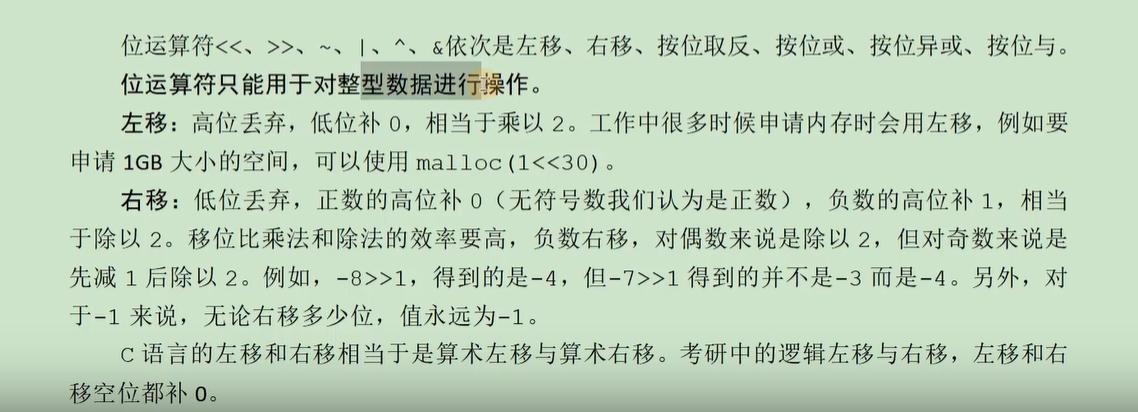 位运算符<<、>>、~、|、^、&依次是左移、右移、按位取反、按位或、按位异或、按位与。
位运算符只能用于对整型数据进行操作。
左移：高位丢弃，低位补 0，相当于乘以 2。工作中很多时候申请内存时会用左移，例如要
申请 1GB 大小的空间，可以使用 malloc(1<<30)。
右移：低位丢弃，正数的高位补 0（无符号数我们认为是正数），负数的高位补 1，相当
于除以 2。移位比乘法和除法的效率要高，负数右移，对偶数来说是除以 2，但对奇数来说是
先减 1 后除以 2。例如，-8>>1，得到的是-4，但-7>>1 得到的并不是-3 而是-4。另外，对
于-1 来说，无论右移多少位，值永远为-1。
C 语言的左移和右移相当于是算术左移与算术右移。考研中的逻辑左移与右移，左移和右
移空位都补 0。